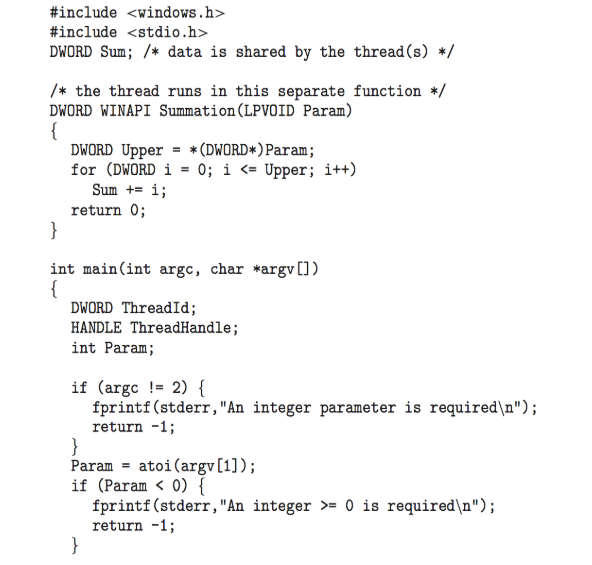 #include <windows.h>
#include <stdio.h>
DWORD Sum; /* data is shared by the thread(s) */
/* the thread runs in this separate function */
DWORD WINAPI Summation(LPVOID Param)
{
DWORD Upper = *(DWORD*)Param;
for (DWORD i = 0; i <= Upper; i++)
Sum += i;
return 0;
}
int main(int argc, char *argv[])
{
DWORD ThreadId;
HANDLE ThreadHandle;
int Param;
if (argc != 2) {
fprintf(stderr,"An integer parameter is required\n");
return -1;
}
Param = atoi(argv[1]);
if (Param < 0) {
fprintf(stderr,"An integer >= 0 is required\n");
return -1;
}